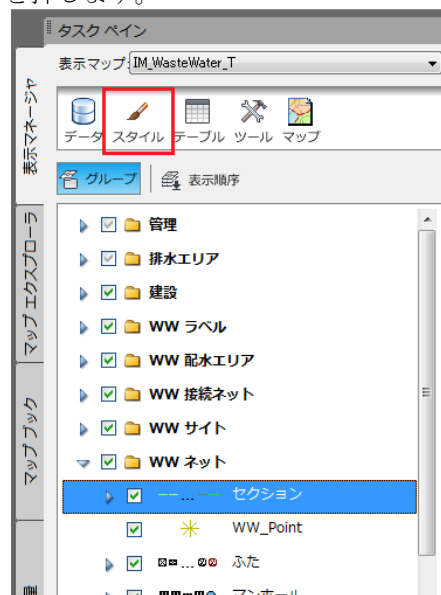 を押します。
タスク ペイン
表示マップ: IM_WasteWater_T
データ スタイル テーブル ツール マップ
グループ 表示順序
管理
排水エリア
建設
WW ラベル
WW 配水エリア
WW 接続ネット
WW サイト
WW ネット
セクション
WW_Point
ふた
マンホール
表示マネージャ
マップ エクスプローラ
マップ ブック